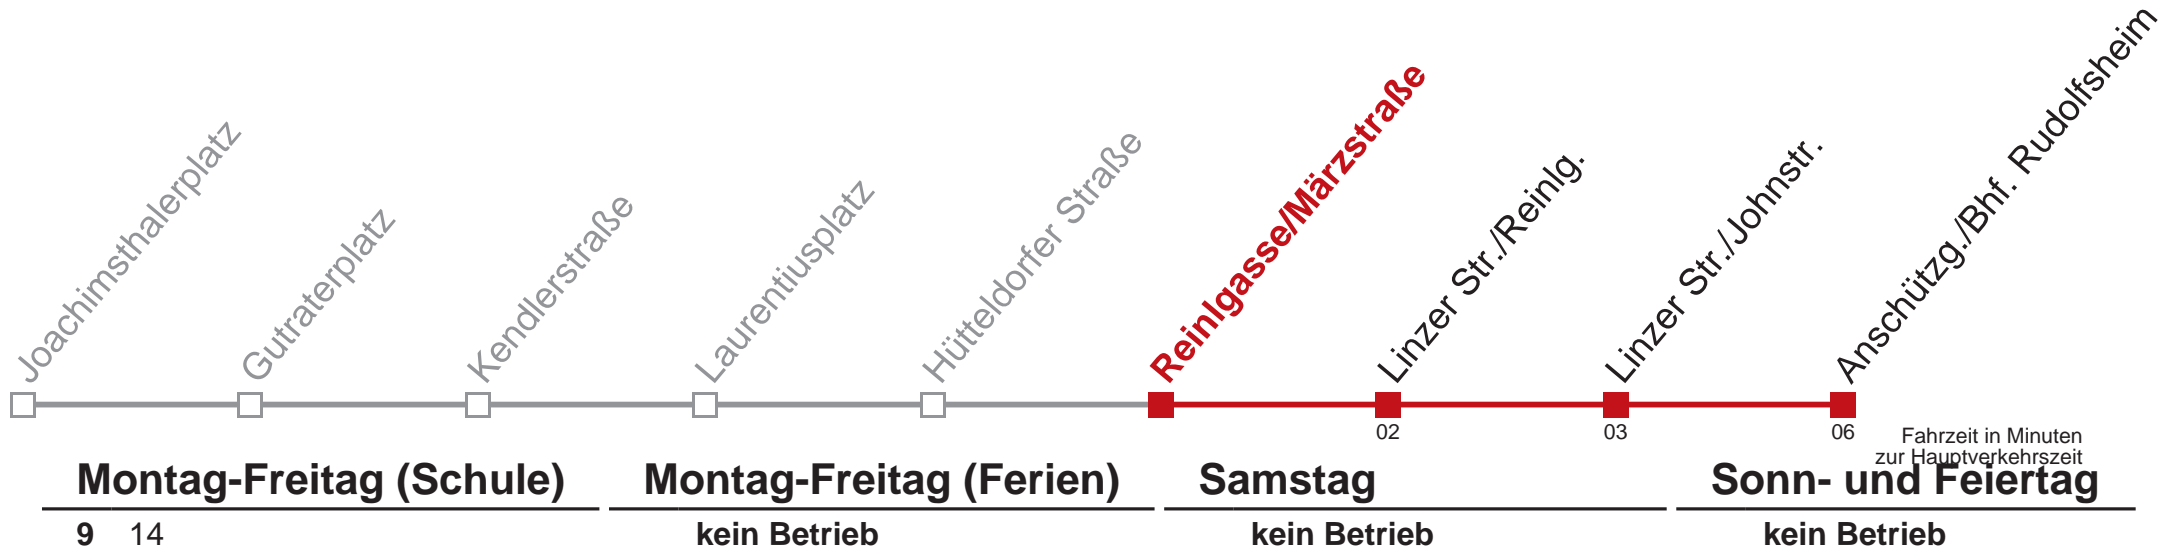 Joachimsthalerplatz
Gutraterplatz
Kendlerstraße
Laurentiusplatz
Hütteldorfer Straße
Reinlgasse/Märzstraße
Linzer Str./Reinlg.
Linzer Str./Johnstr.
Anschützg./Bhf. Rudolfsheim
02 03 06
Fahrzeit in Minuten
zur Hauptverkehrszeit
Montag-Freitag (Schule) Montag-Freitag (Ferien) Samstag Sonn- und Feiertag
9 14 kein Betrieb kein Betrieb kein Betrieb